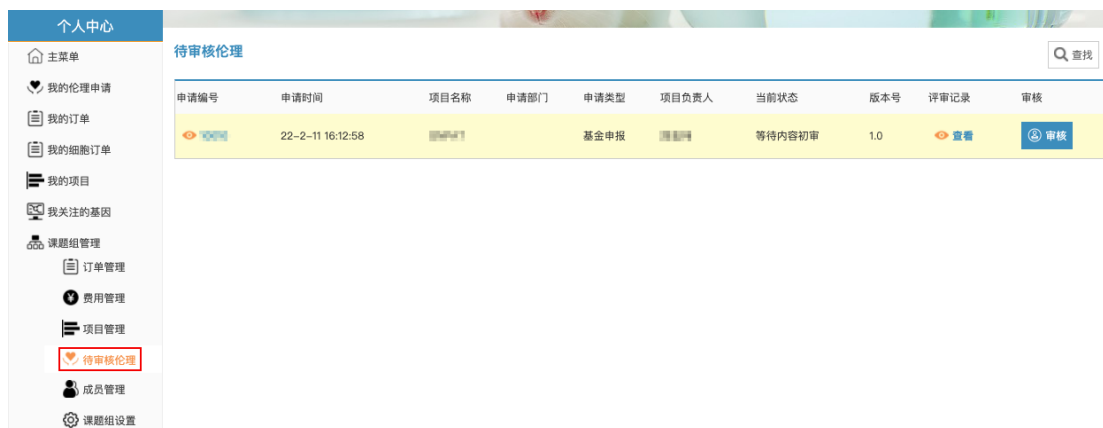 个人中心
主菜单
我的伦理申请
我的订单
我的细胞订单
我的项目
我关注的基因
课题组管理
订单管理
费用管理
项目管理
待审核伦理
成员管理
课题组设置
待审核伦理
查找
申请编号 申请时间 项目名称 申请部门 申请类型 项目负责人 当前状态 版本号 评审记录 审核
22-2-11 16:12:58 基金申报 等待内容初审 1.0 查看 审核